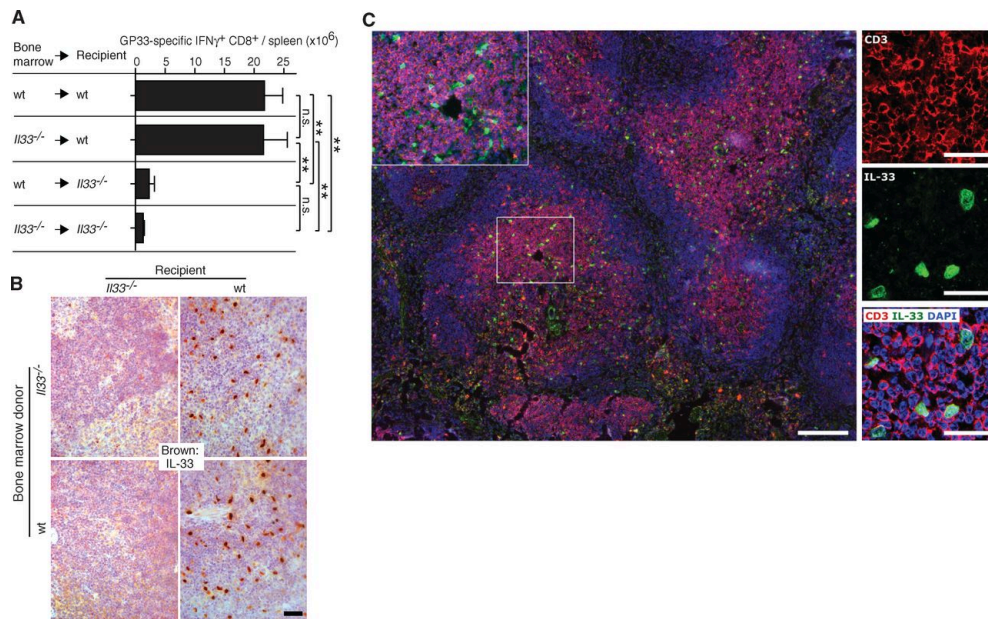 A
GP33-specific IFNγ+ CD8+ / spleen (x10⁶)
Bone
marrow → Recipient
0 5 10 15 20 25
wt → wt
Il33-/- → wt
wt → Il33-/-
Il33-/- → Il33-/-
n.s.
**
**
**
**
n.s.
B
Recipient
Il33-/- wt
Bone marrow donor
Il33-/-
wt
Brown:
IL-33
C
CD3
IL-33
CD3 IL-33 DAPI